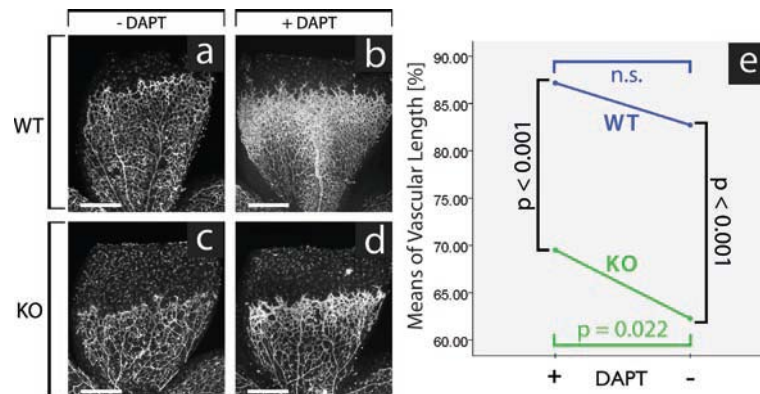 - DAPT
+ DAPT
WT
KO
a
b
c
d
e
Means of Vascular Length [%]
90.00
85.00
80.00
75.00
70.00
65.00
60.00
n.s.
WT
p < 0.001
p < 0.001
KO
p = 0.022
+ DAPT -